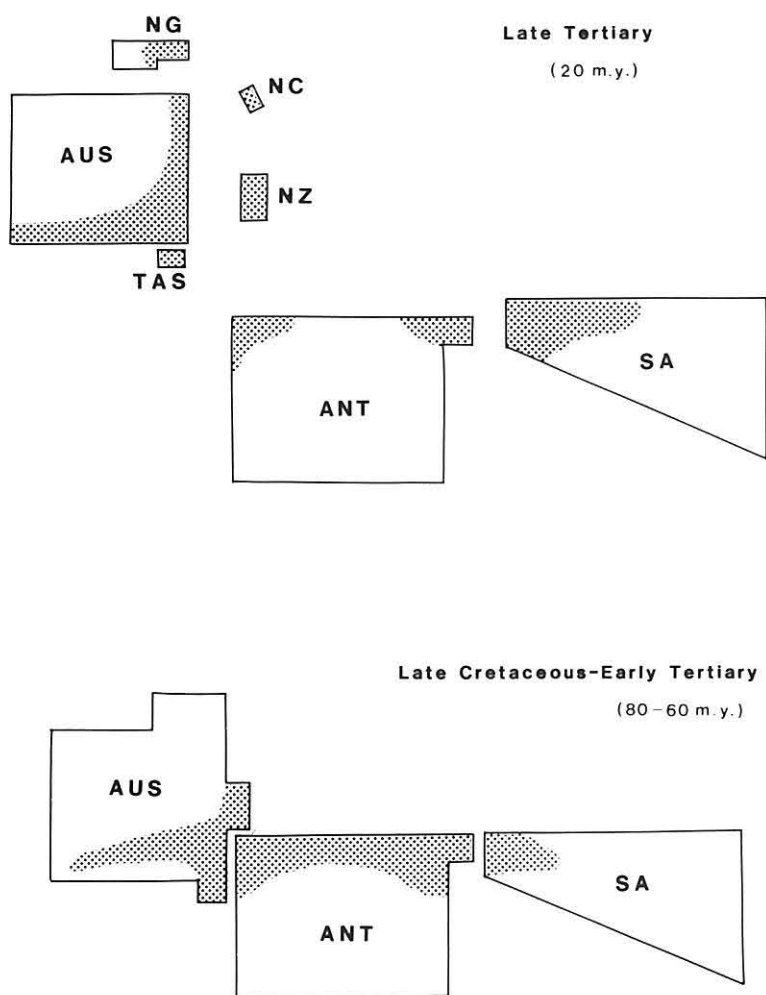 NG
Late Tertiary
(20 m.y.)
NC
AUS
NZ
TAS
SA
ANT
Late Cretaceous-Early Tertiary
(80-60 m.y.)
AUS
SA
ANT